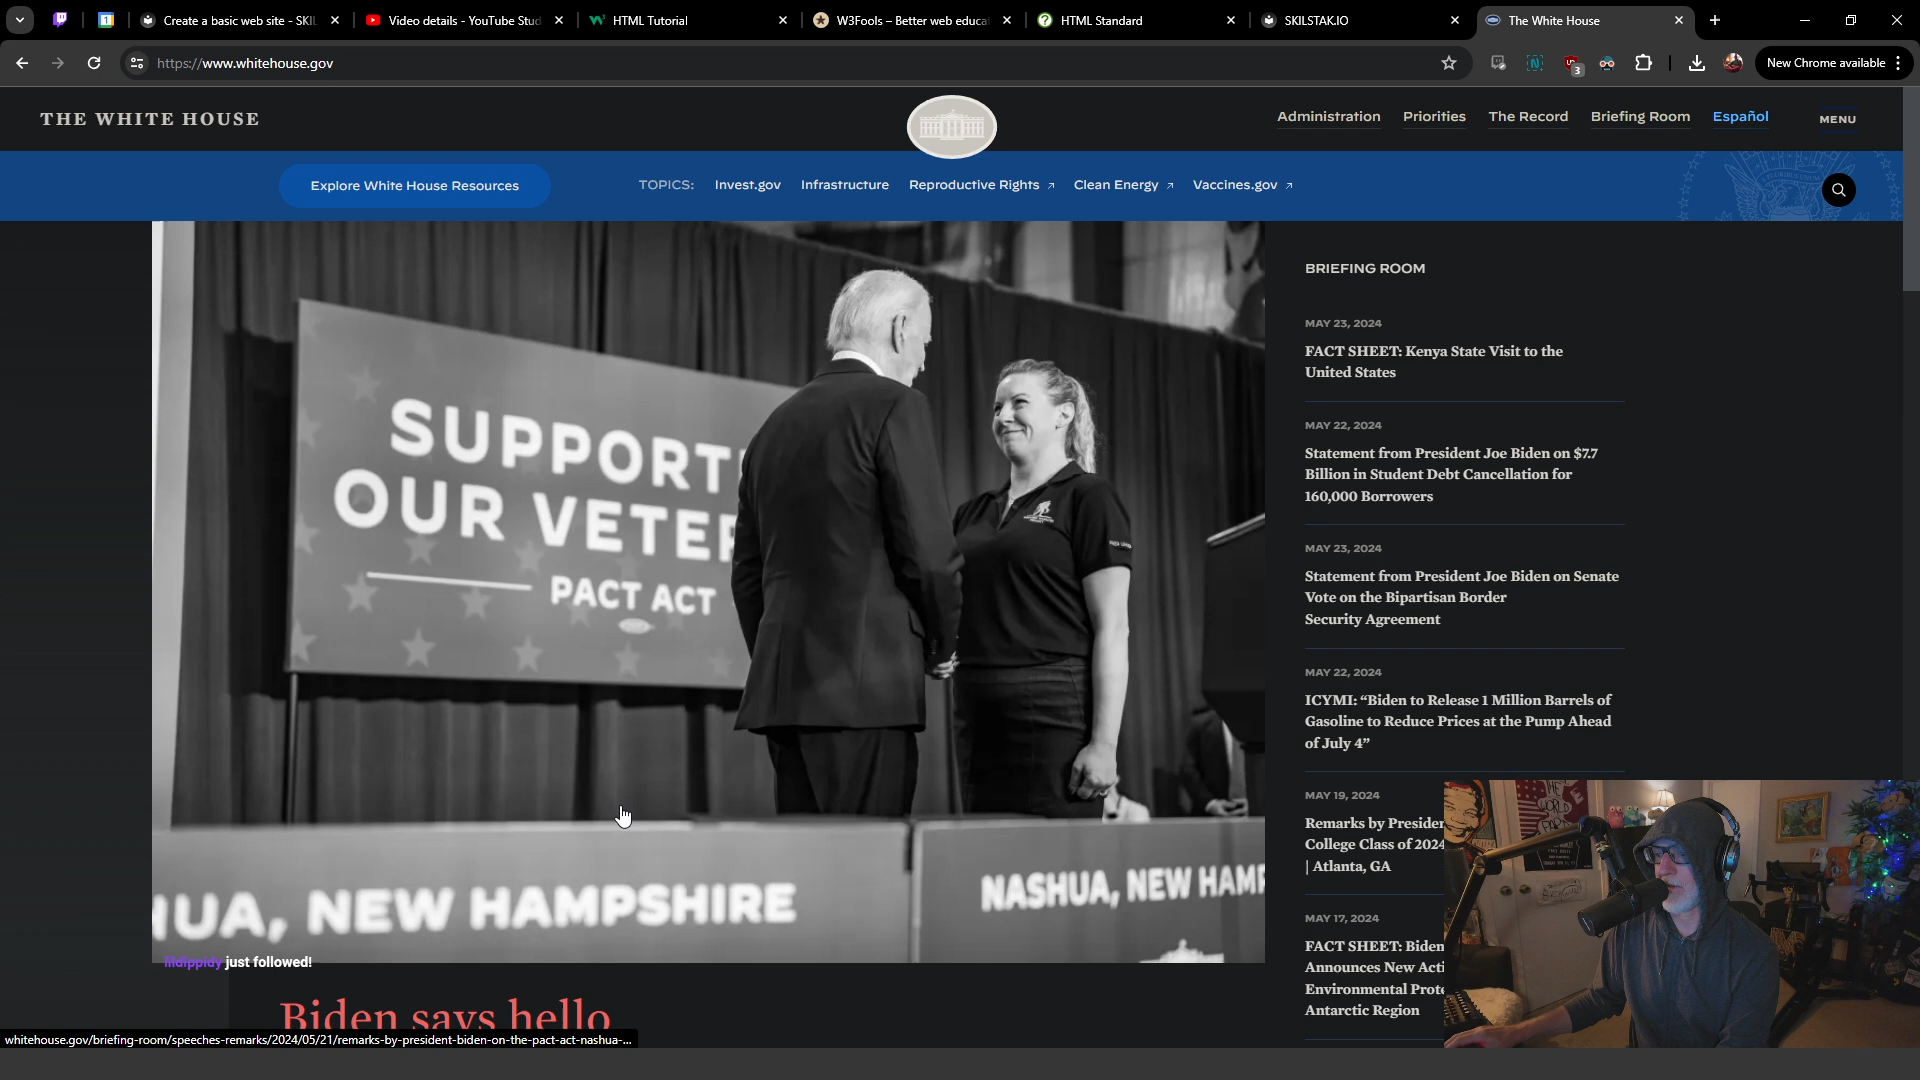 Create a basic web site - SKIL
Video details - YouTube Stud
HTML Tutorial
W3Fools – Better web educa
HTML Standard
SKILSTAK.IO
The White House
https://www.whitehouse.gov
3
New Chrome available
THE WHITE HOUSE
Administration
Priorities
The Record
Briefing Room
Español
MENU
Explore White House Resources
TOPICS:
Invest.gov
Infrastructure
Reproductive Rights
Clean Energy
Vaccines.gov
SUPPORT
OUR VETER
PACT ACT
NASHUA, NEW HAMP
UA, NEW HAMPSHIRE
BRIEFING ROOM
MAY 23, 2024
FACT SHEET: Kenya State Visit to the
United States
MAY 22, 2024
Statement from President Joe Biden on $7.7
Billion in Student Debt Cancellation for
160,000 Borrowers
MAY 23, 2024
Statement from President Joe Biden on Senate
Vote on the Bipartisan Border
Security Agreement
MAY 22, 2024
ICYMI: “Biden to Release 1 Million Barrels of
Gasoline to Reduce Prices at the Pump Ahead
of July 4”
MAY 19, 2024
Remarks by Presider
College Class of 2024
| Atlanta, GA
MAY 17, 2024
FACT SHEET: Biden
Announces New Acti
Environmental Prote
Antarctic Region
just followed!
Biden says hello
whitehouse.gov/briefing-room/speeches-remarks/2024/05/21/remarks-by-president-biden-on-the-pact-act-nashua-...